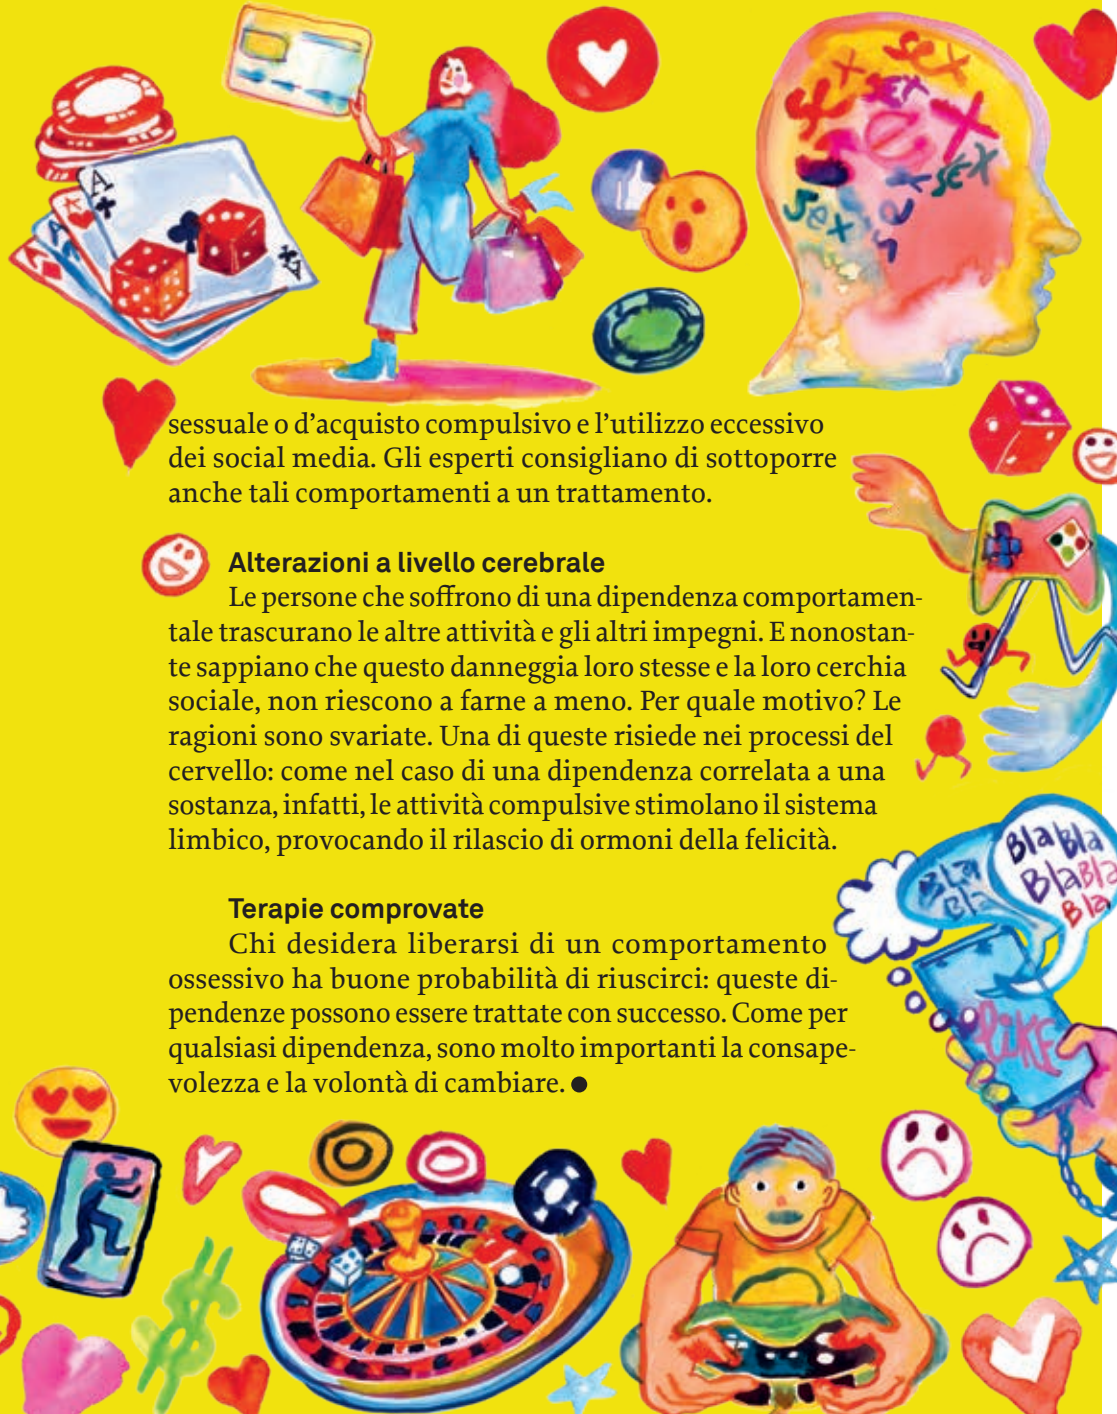 A
K
A
A
sex
sex
sex
sex
sex
sex
sessuale o d'acquisto compulsivo e l'utilizzo eccessivo
dei social media. Gli esperti consigliano di sottoporre
anche tali comportamenti a un trattamento.
Alterazioni a livello cerebrale
Le persone che soffrono di una dipendenza comportamen-
tale trascurano le altre attività e gli altri impegni. E nonostan-
te sappiano che questo danneggia loro stesse e la loro cerchia
sociale, non riescono a farne a meno. Per quale motivo? Le
ragioni sono svariate. Una di queste risiede nei processi del
cervello: come nel caso di una dipendenza correlata a una
sostanza, infatti, le attività compulsive stimolano il sistema
limbico, provocando il rilascio di ormoni della felicità.
Bla bla
Blabla
Bla
Bla
Bla
Terapie comprovate
Chi desidera liberarsi di un comportamento
ossessivo ha buone probabilità di riuscirci: queste di-
pendenze possono essere trattate con successo. Come per
qualsiasi dipendenza, sono molto importanti la consape-
volezza e la volontà di cambiare. ●
like
$